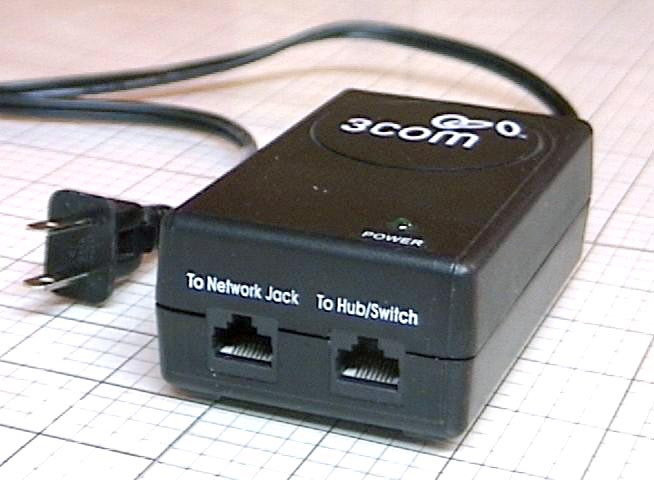 3com
POWER
To Network Jack
To Hub/Switch